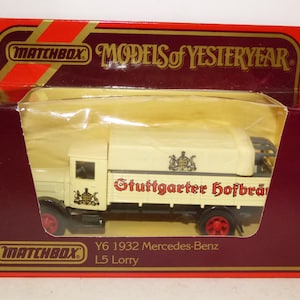 MATCHBOX MODELS of YESTERYEAR
Stuttgarter Hofbräu
MATCHBOX Y6 1932 Mercedes-Benz
L5 Lorry